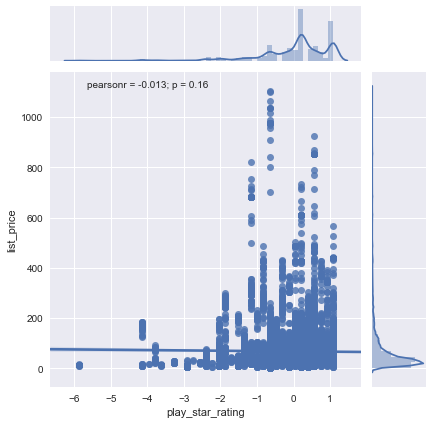 pearsonr = -0.013; p = 0.16
1000
800
600
400
200
0
list_price
−6 −5 −4 −3 −2 −1 0 1
play_star_rating